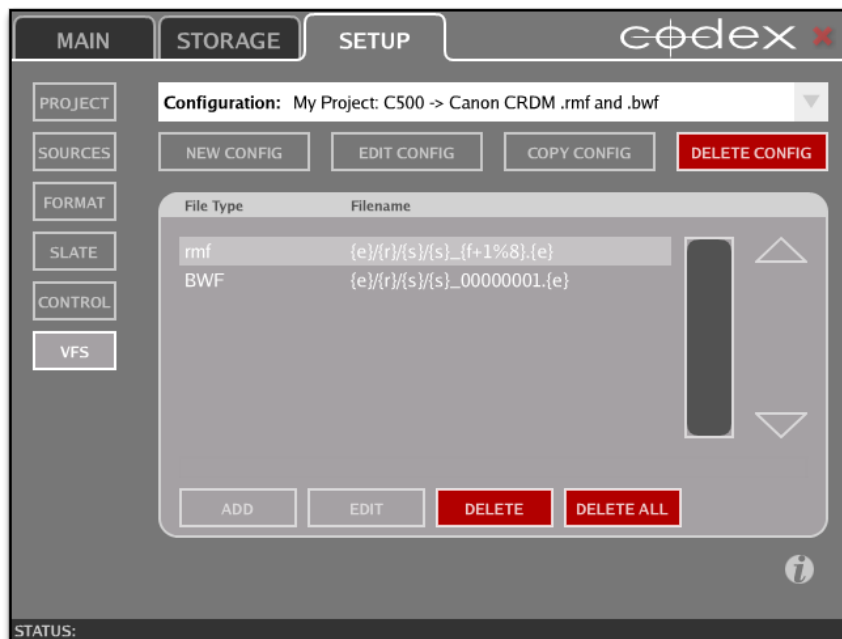 MAIN STORAGE SETUP codex
PROJECT
Configuration: My Project: C500 -> Canon CRDM .rmf and .bwf
SOURCES
NEW CONFIG EDIT CONFIG COPY CONFIG DELETE CONFIG
FORMAT
File Type Filename
SLATE
rmf {e}/{r}/{s}/{s}_{f+1%8}.{e}
BWF {e}/{r}/{s}/{s}_00000001.{e}
CONTROL
VFS
ADD EDIT DELETE DELETE ALL
i
STATUS: